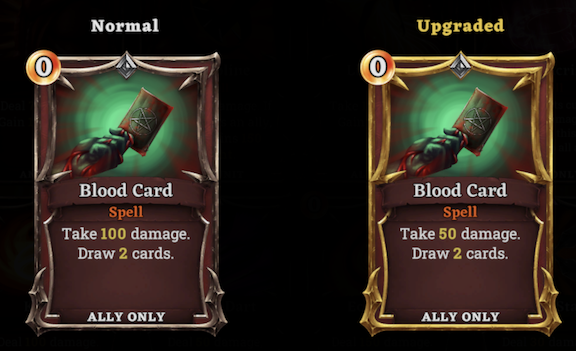 Normal
0
Blood Card
Spell
Take 100 damage.
Draw 2 cards.
ALLY ONLY
Upgraded
0
Blood Card
Spell
Take 50 damage.
Draw 2 cards.
ALLY ONLY